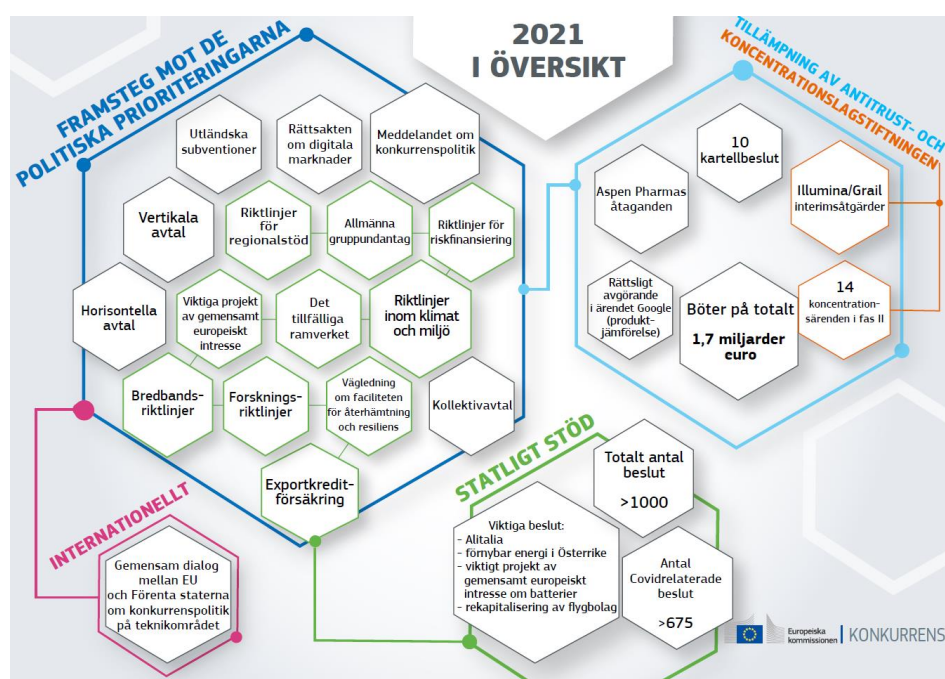 2021
I ÖVERSIKT
FRAMSTEG MOT DE
POLITISKA PRIORITERINGARNA
Utländska
subventioner
Rättsakten
om digitala
marknader
Meddelandet om
konkurrenspolitik
Vertikala
avtal
Riktlinjer
för
regionalstöd
Allmänna
gruppundantag
Riktlinjer för
riskfinansiering
Horisontella
avtal
Viktiga projekt
av gemensamt
europeiskt
intresse
Det
tillfälliga
ramverket
Riktlinjer
inom klimat
och miljö
Bredbands-
riktlinjer
Forsknings-
riktlinjer
Vägledning
om faciliteten
för återhämtning
och resiliens
Kollektivavtal
Exportkredit-
försäkring
TILLÄMPNING AV ANTITRUST- OCH
KONCENTRATIONSLAGSTIFTNINGEN
10
kartellbeslut
Aspen Pharmas
åtaganden
Illumina/Grail
interimsåtgärder
Rättsligt
avgörande
i ärendet Google
(produkt-
jämförelse)
Böter på totalt
1,7 miljarder
euro
14
koncentration-
särenden i fas II
STATLIGT STÖD
Totalt antal
beslut
>1000
Viktiga beslut:
- Alitalia
- förnybar energi i Österrike
- viktigt projekt av
gemensamt europeiskt
intresse om batterier
- rekapitalisering av flygbolag
Antal
Covidrelaterade
beslut
>675
INTERNATIONELLT
Gemensam dialog
mellan EU
och Förenta staterna
om konkurrenspolitik
på teknikområdet
Europeiska
kommissionen
KONKURRENS